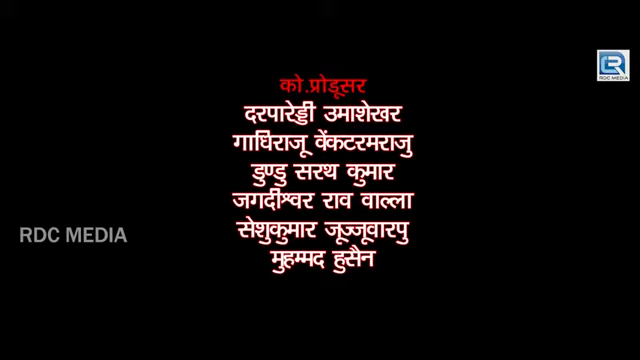 को.प्रोडूसर
दरपारेड्डी उमाशेखर
गाधिराजू वेंकटरमराजु
डुण्डु सरथ कुमार
जगदीश्वर राव वाल्ला
सेशुकुमार जूज्जूवारपु
मुहम्मद हुसैन
RDC MEDIA
RDC MEDIA